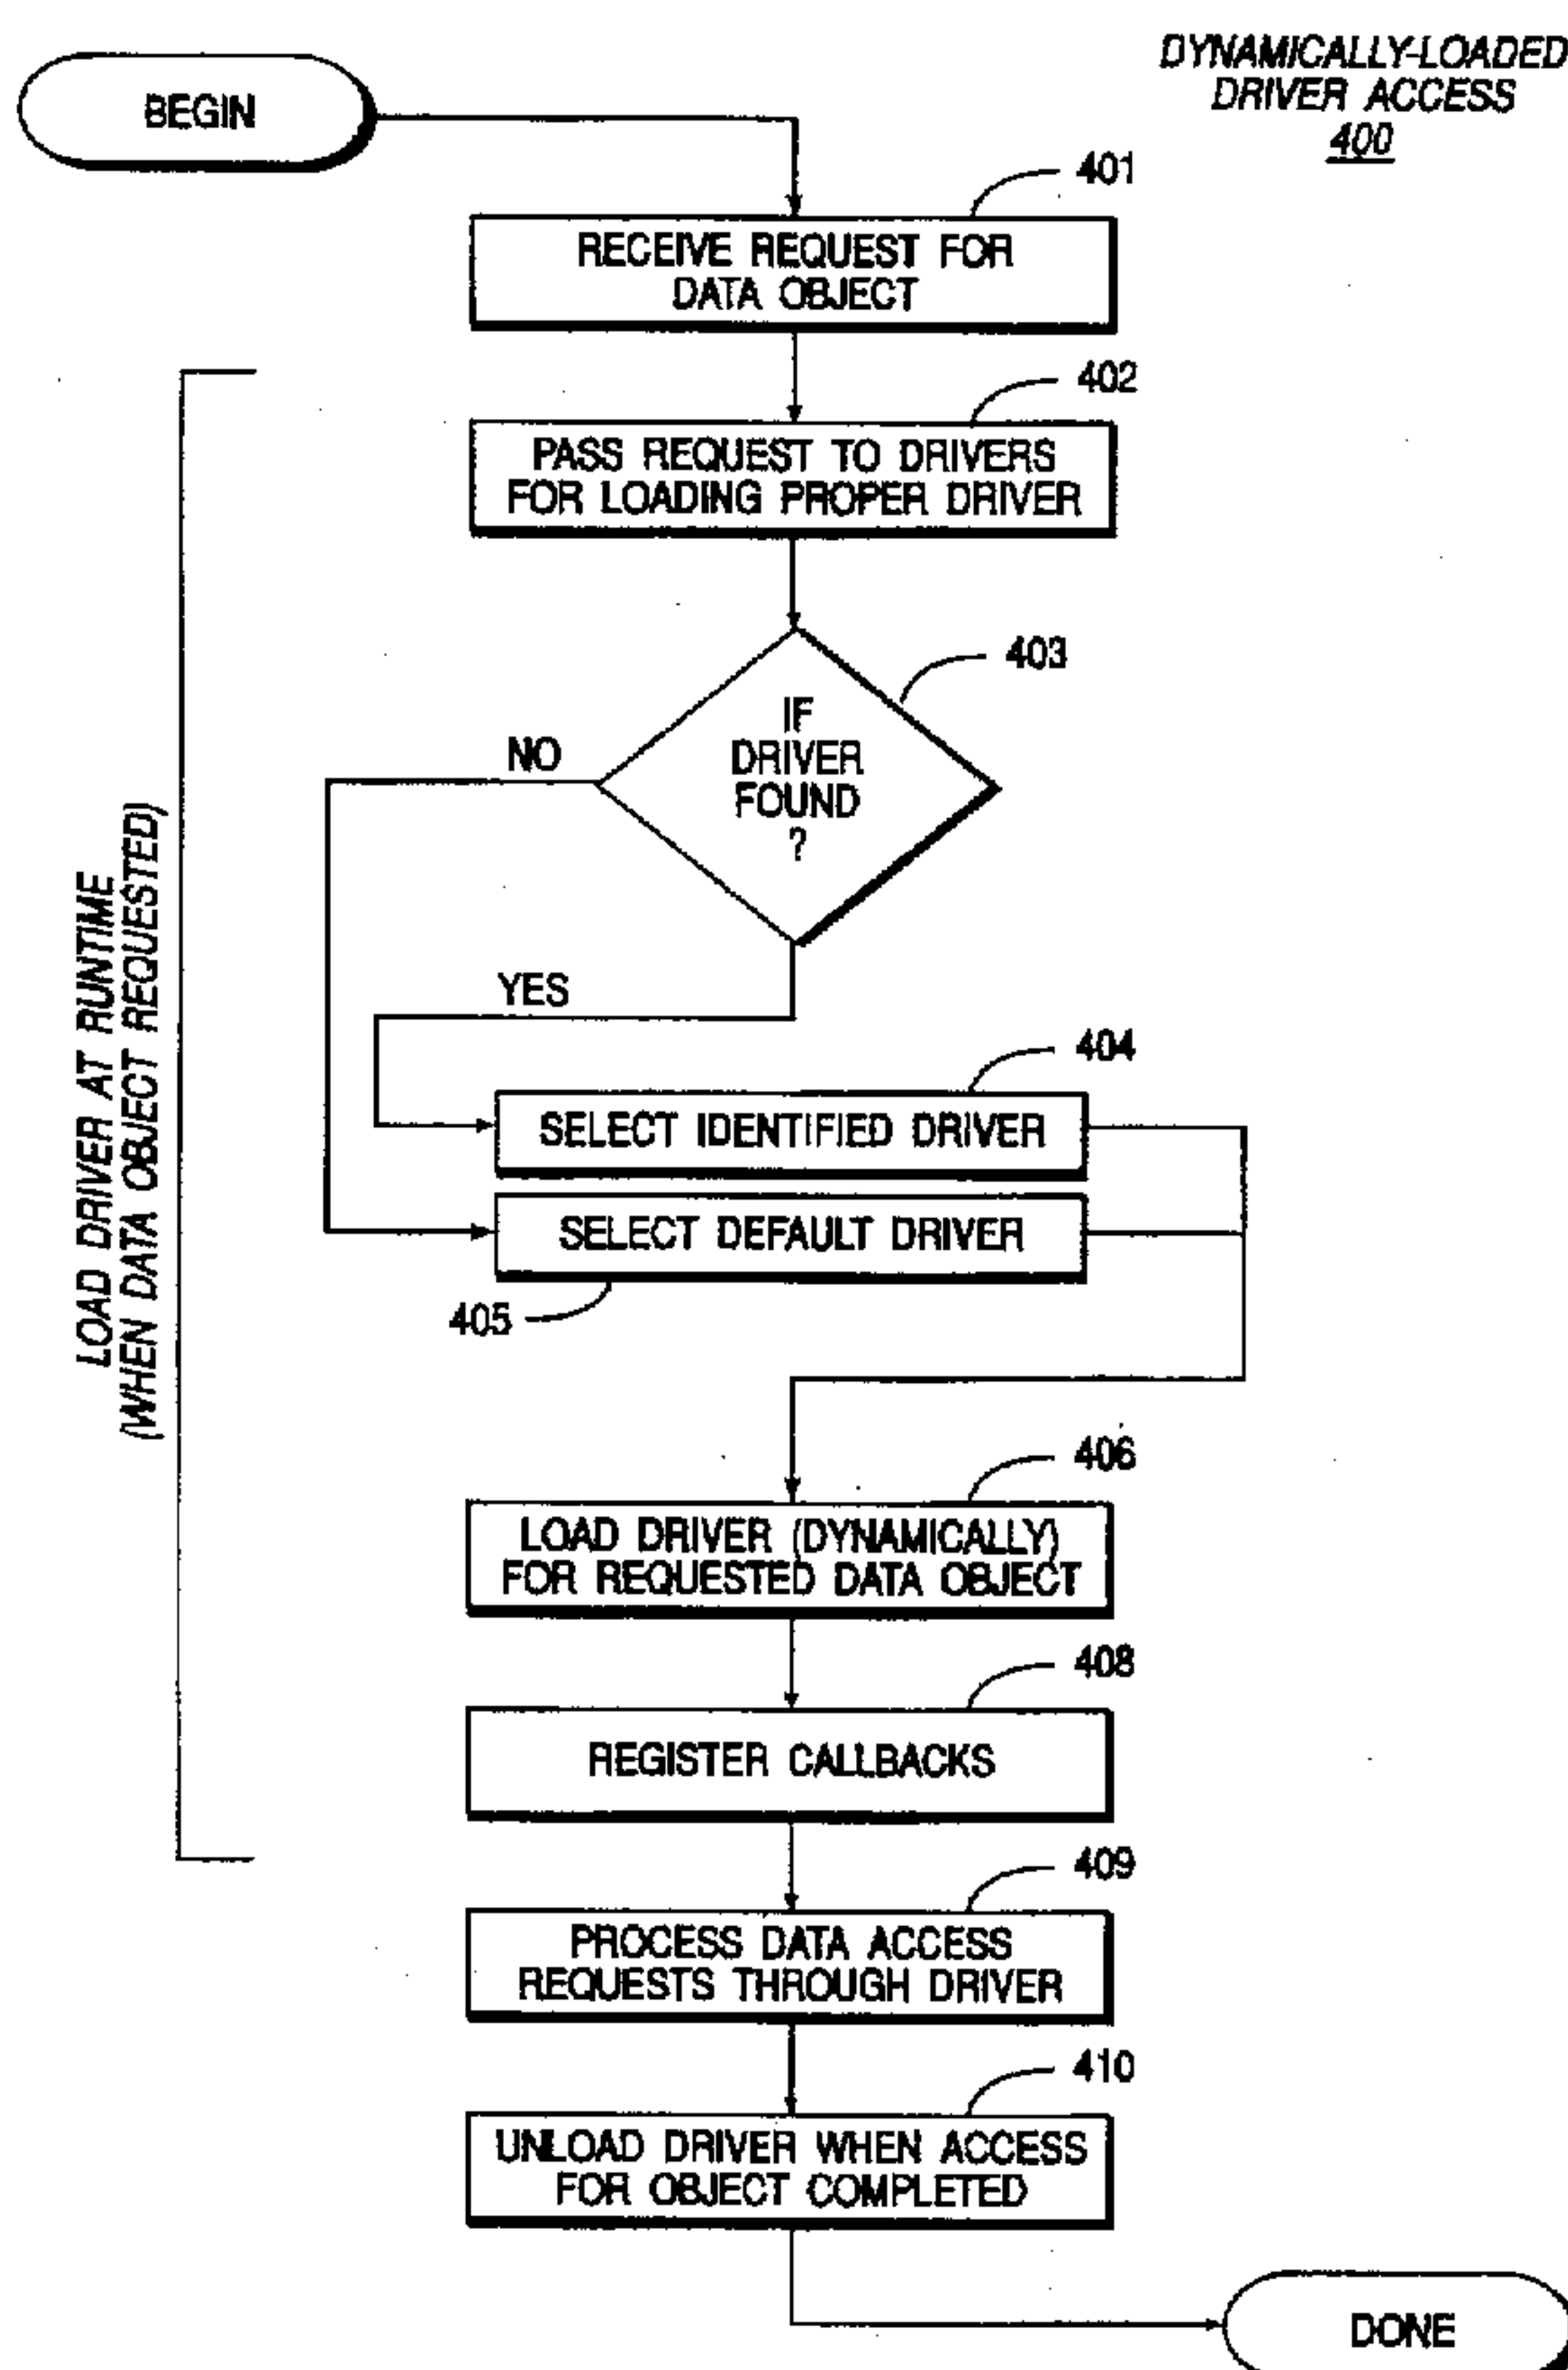 DYNAMICALLY-LOADED
DRIVER ACCESS
400
BEGIN
401
RECEIVE REQUEST FOR
DATA OBJECT
402
PASS REQUEST TO DRIVERS
FOR LOADING PROPER DRIVER
403
IF
DRIVER
FOUND
?
NO
YES
LOAD DRIVER AT RUNTIME
(WHEN DATA OBJECT REQUESTED)
404
SELECT IDENTIFIED DRIVER
SELECT DEFAULT DRIVER
405
406
LOAD DRIVER (DYNAMICALLY)
FOR REQUESTED DATA OBJECT
408
REGISTER CALLBACKS
409
PROCESS DATA ACCESS
REQUESTS THROUGH DRIVER
410
UNLOAD DRIVER WHEN ACCESS
FOR OBJECT COMPLETED
DONE